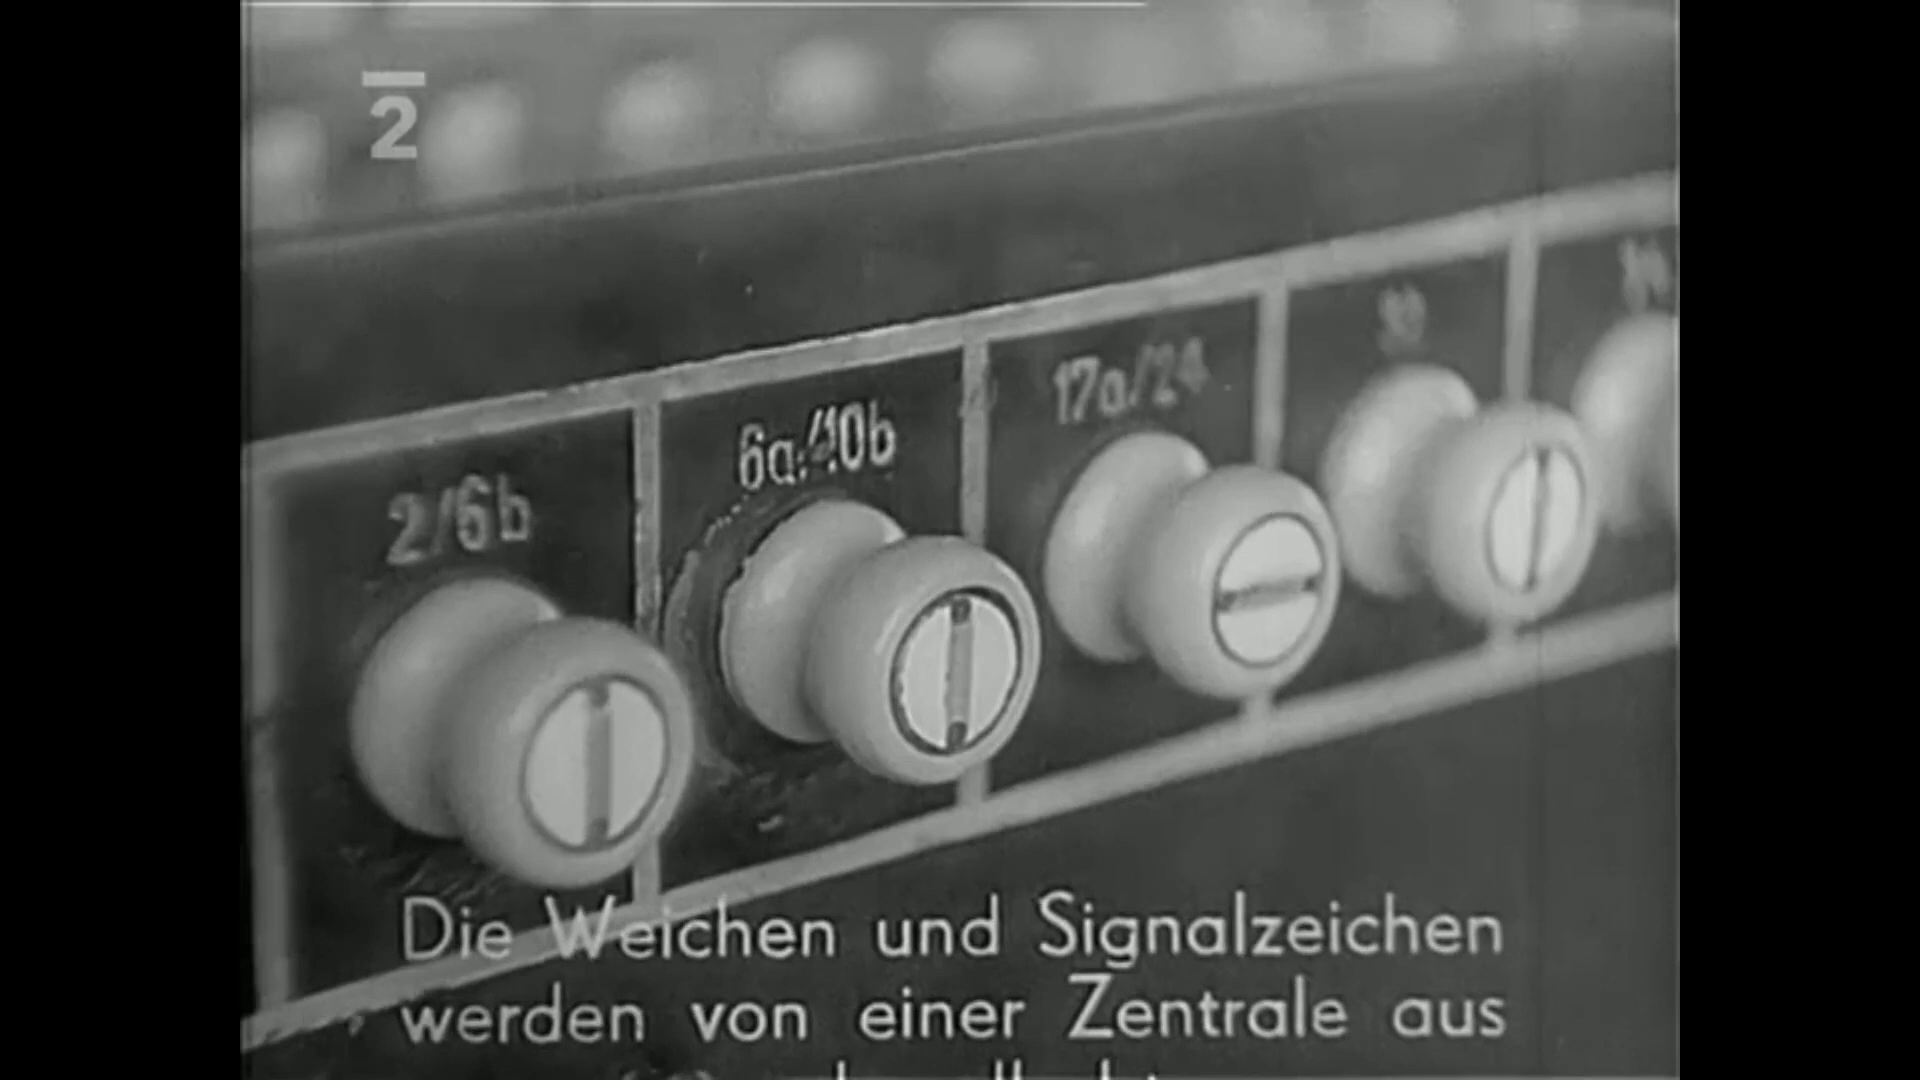 2
2/6b
6a/10b
17a/24
Die Weichen und Signalzeichen
werden von einer Zentrale aus